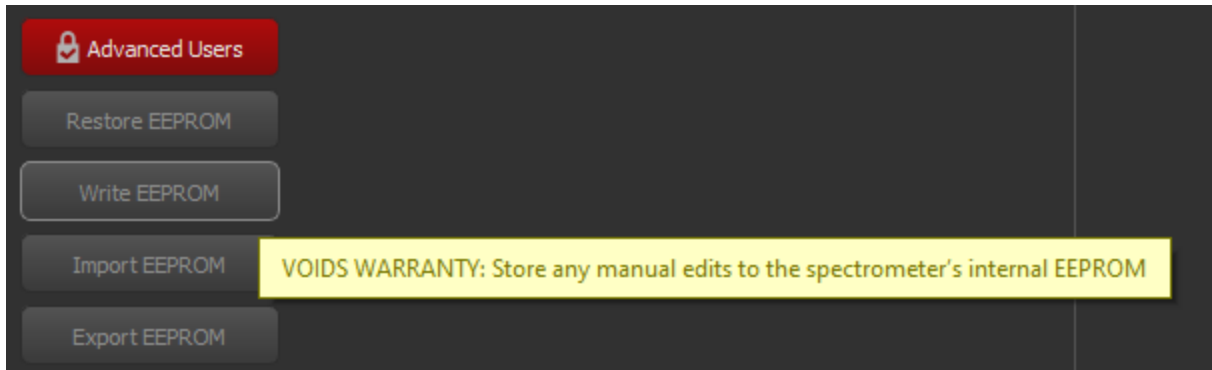 Advanced Users
Restore EEPROM
Write EEPROM
Import EEPROM
VOIDS WARRANTY: Store any manual edits to the spectrometer's internal EEPROM
Export EEPROM